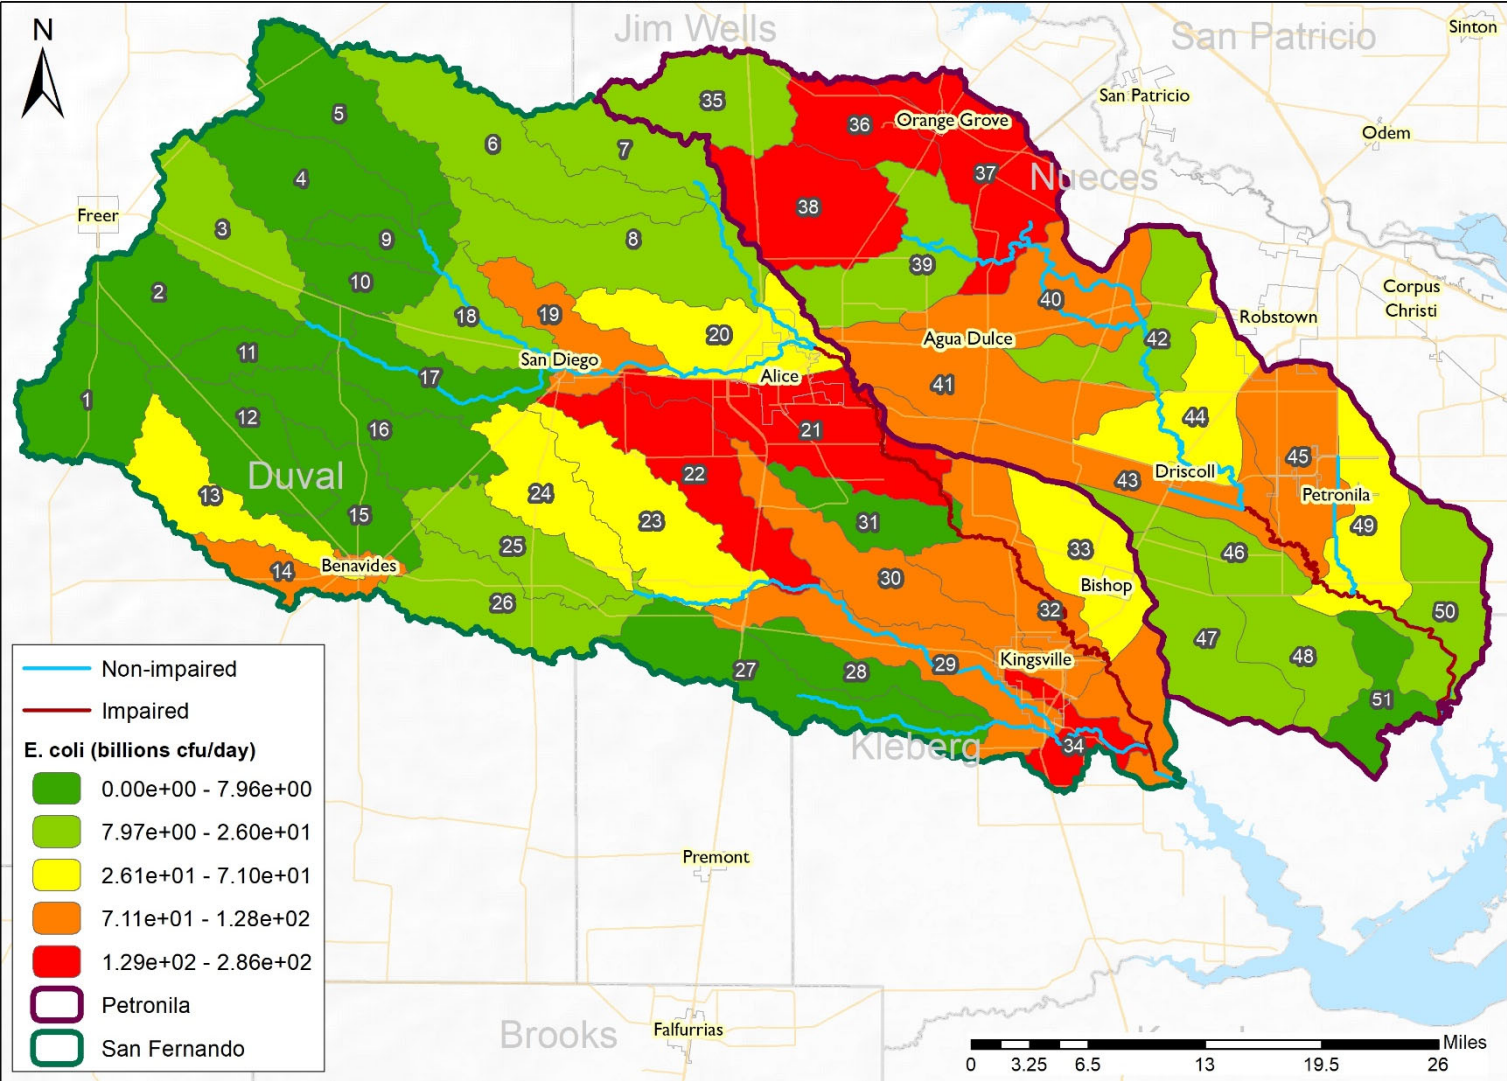 N
Jim Wells
San Patricio
Sinton
San Patricio
Odem
Orange Grove
Nueces
Freer
Corpus
Christi
Robstown
Agua Dulce
San Diego
Alice
Duval
Driscoll
Petronila
Benavides
Bishop
Kingsville
Kleberg
Premont
Brooks
Falfurrias
1
2
3
4
5
6
7
8
9
10
11
12
13
14
15
16
17
18
19
20
21
22
23
24
25
26
27
28
29
30
31
32
33
34
35
36
37
38
39
40
41
42
43
44
45
46
47
48
49
50
51
Non-impaired
Impaired
E. coli (billions cfu/day)
0.00e+00 - 7.96e+00
7.97e+00 - 2.60e+01
2.61e+01 - 7.10e+01
7.11e+01 - 1.28e+02
1.29e+02 - 2.86e+02
Petronila
San Fernando
Miles
0 3.25 6.5 13 19.5 26